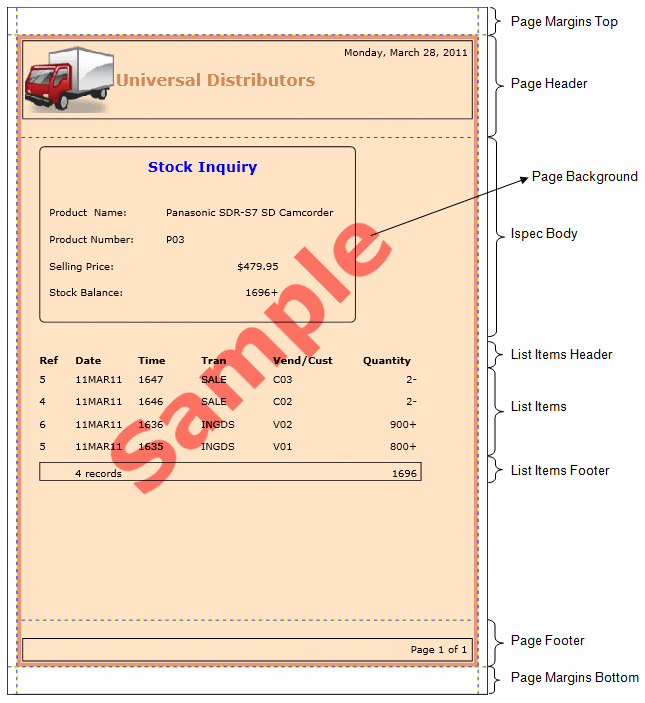 Page Margins Top
Monday, March 28, 2011
Universal Distributors
Page Header
Stock Inquiry
Page Background
Product Name: Panasonic SDR-S7 SD Camcorder
Product Number: P03
Ispec Body
Selling Price: $479.95
Stock Balance: 1696+
Sample
Ref Date Time Tran Vend/Cust Quantity
List Items Header
5 11MAR11 1647 SALE C03 2-
4 11MAR11 1646 SALE C02 2-
List Items
6 11MAR11 1636 INGDS V02 900+
5 11MAR11 1635 INGDS V01 800+
4 records 1696
List Items Footer
Page Footer
Page 1 of 1
Page Margins Bottom